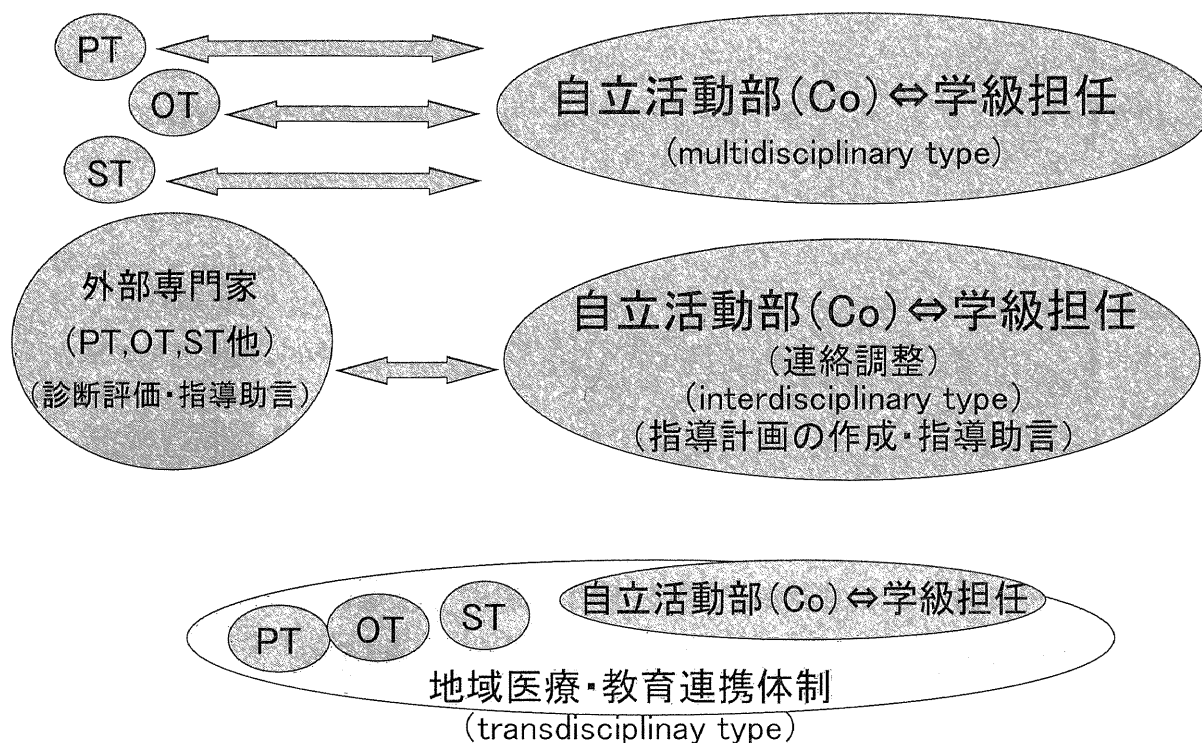 PT
OT
ST
自立活動部(Co)⇔学級担任
(multidisciplinary type)
外部専門家
(PT,OT,ST他)
(診断評価・指導助言)
自立活動部(Co)⇔学級担任
(連絡調整)
(interdisciplinary type)
(指導計画の作成・指導助言)
PT
OT
ST
自立活動部(Co)⇔学級担任
地域医療・教育連携体制
(transdisciplinay type)